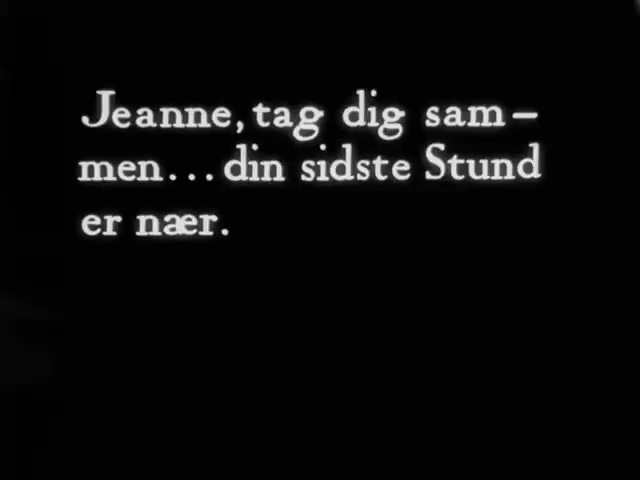 Jeanne, tag dig sam-
men... din sidste Stund
er nær.